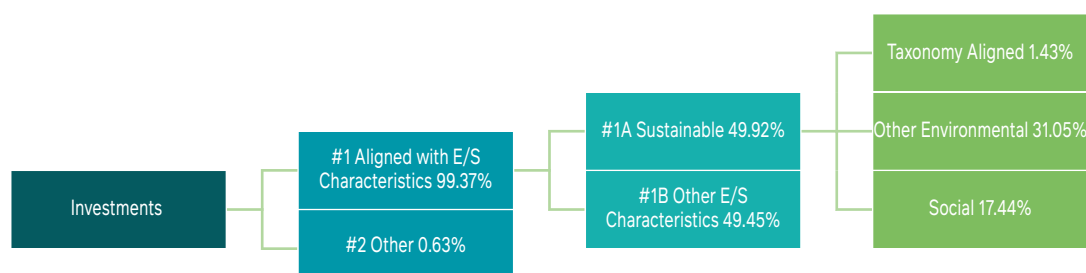 Investments
#1 Aligned with E/S
Characteristics 99.37%
#2 Other 0.63%
#1A Sustainable 49.92%
#1B Other E/S
Characteristics 49.45%
Taxonomy Aligned 1.43%
Other Environmental 31.05%
Social 17.44%